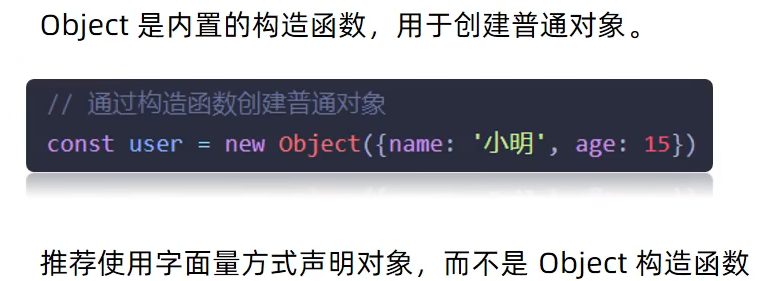 Object 是内置的构造函数，用于创建普通对象。
// 通过构造函数创建普通对象
const user = new Object({name: '小明', age: 15})
推荐使用字面量方式声明对象，而不是 Object 构造函数